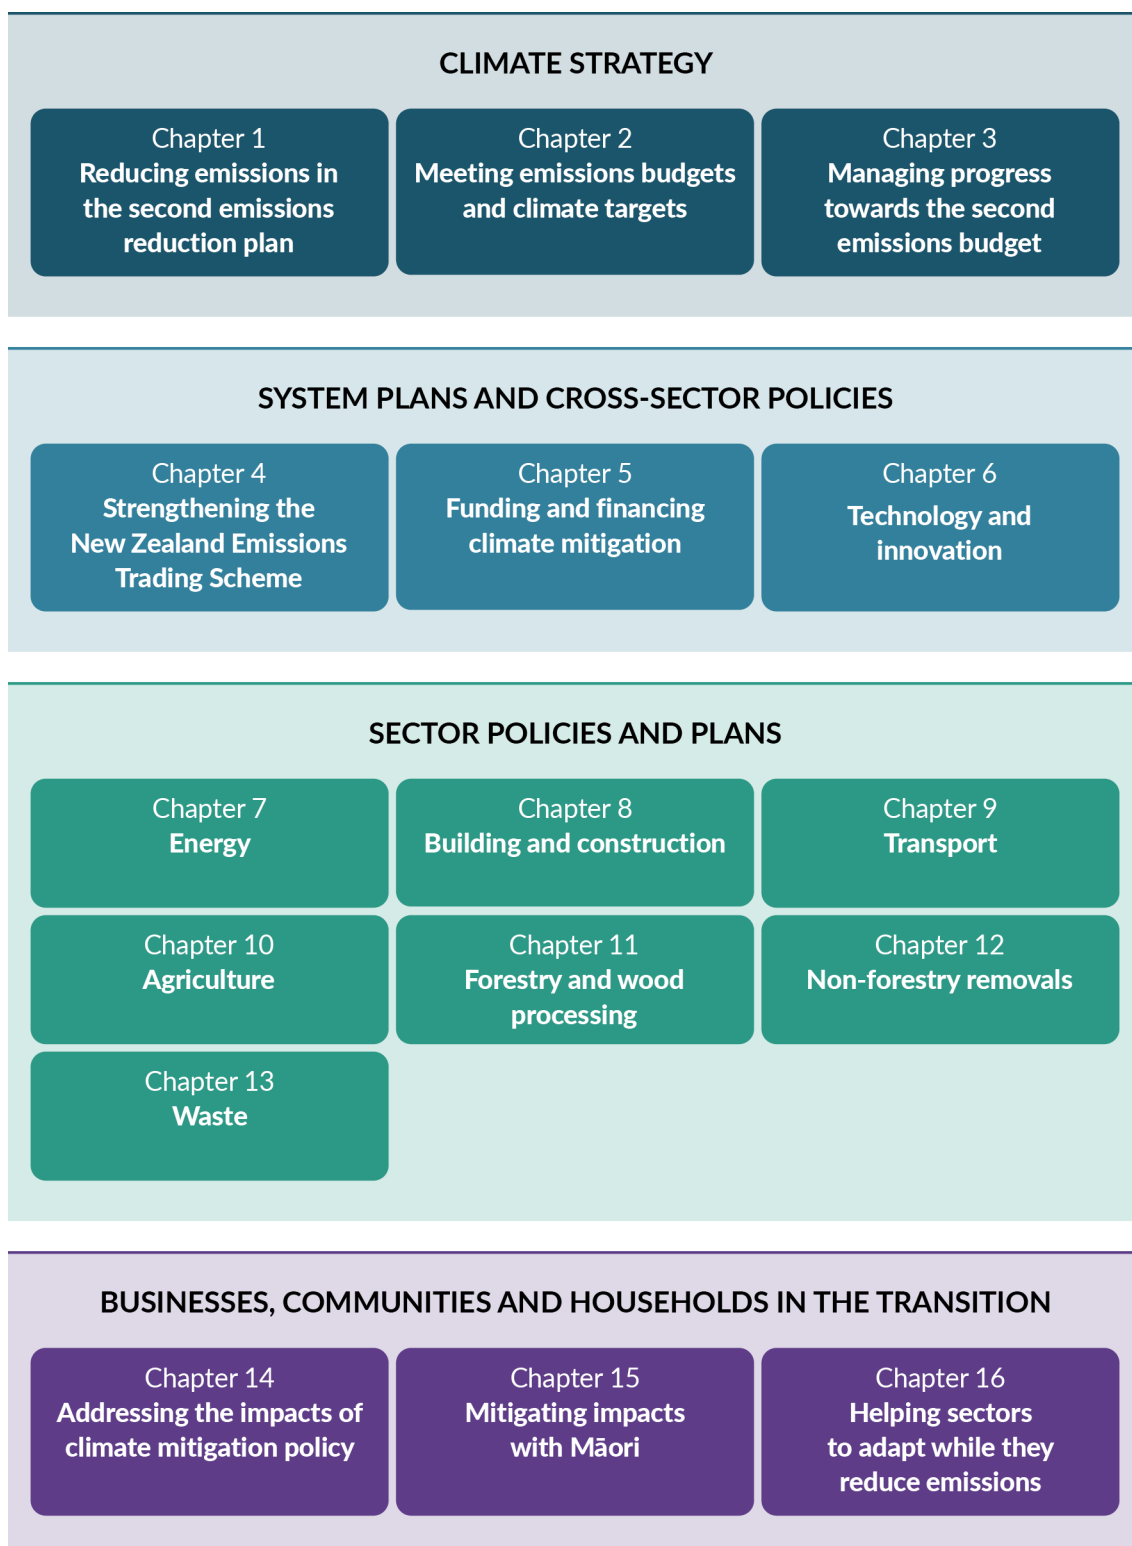 CLIMATE STRATEGY
Chapter 1
Reducing emissions in
the second emissions
reduction plan
Chapter 2
Meeting emissions budgets
and climate targets
Chapter 3
Managing progress
towards the second
emissions budget
SYSTEM PLANS AND CROSS-SECTOR POLICIES
Chapter 4
Strengthening the
New Zealand Emissions
Trading Scheme
Chapter 5
Funding and financing
climate mitigation
Chapter 6
Technology and
innovation
SECTOR POLICIES AND PLANS
Chapter 7
Energy
Chapter 8
Building and construction
Chapter 9
Transport
Chapter 10
Agriculture
Chapter 11
Forestry and wood
processing
Chapter 12
Non-forestry removals
Chapter 13
Waste
BUSINESSES, COMMUNITIES AND HOUSEHOLDS IN THE TRANSITION
Chapter 14
Addressing the impacts of
climate mitigation policy
Chapter 15
Mitigating impacts
with Māori
Chapter 16
Helping sectors
to adapt while they
reduce emissions